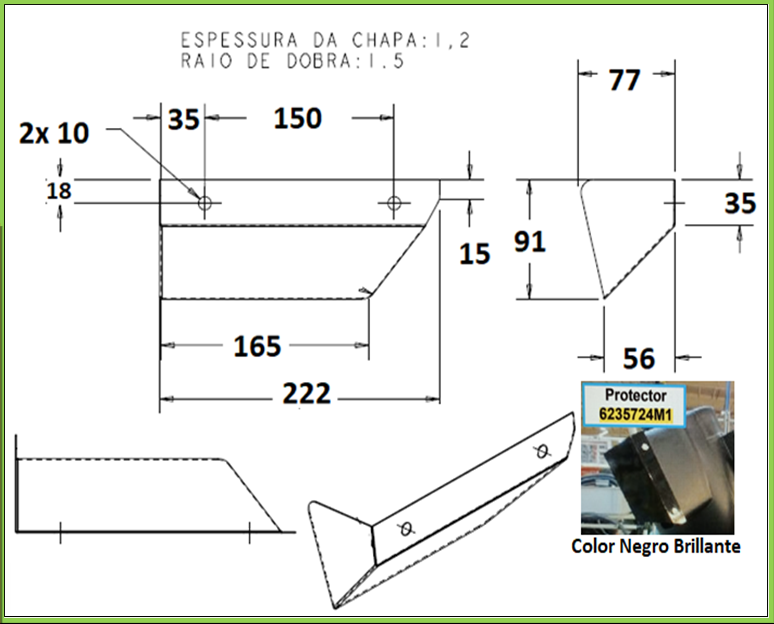 ESPESSURA DA CHAPA:1,2
RAIO DE DOBRA:1.5
77
35
150
2x 10
18
35
15
91
165
56
222
Protector
6235724M1
Color Negro Brillante